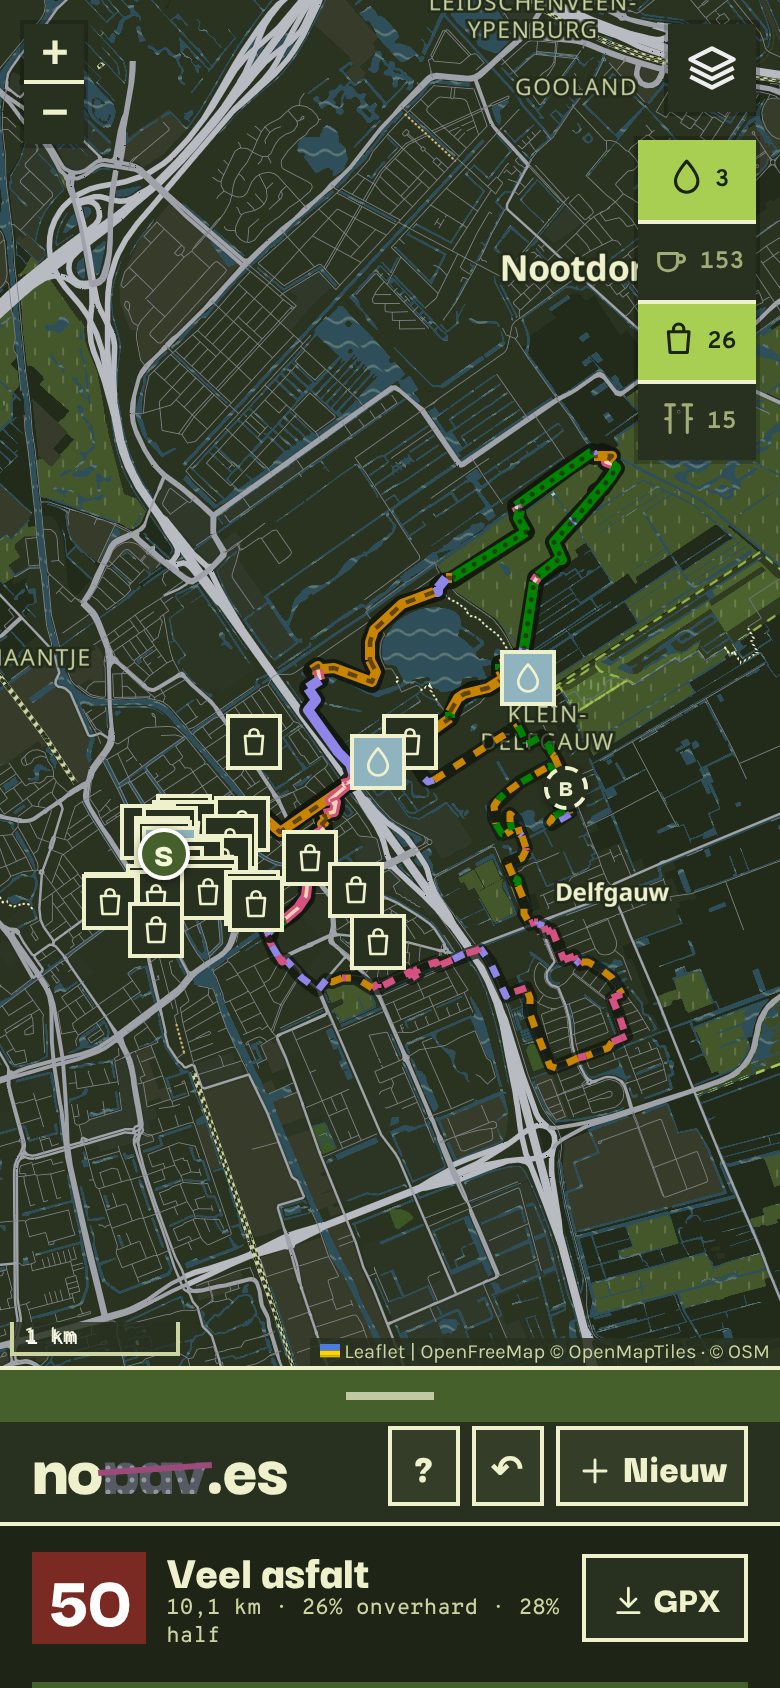 LEIDSCHENVEEN-
YPENBURG
GOOLAND
+
−
3
153
26
15
Nootdor
HAANTJE
KLEIN-
DELFGAUW
B
S
Delfgauw
1 km
Leaflet | OpenFreeMap © OpenMapTiles · © OSM
nopav.es
?
↶
+ Nieuw
50
Veel asfalt
10,1 km · 26% onverhard · 28%
half
GPX